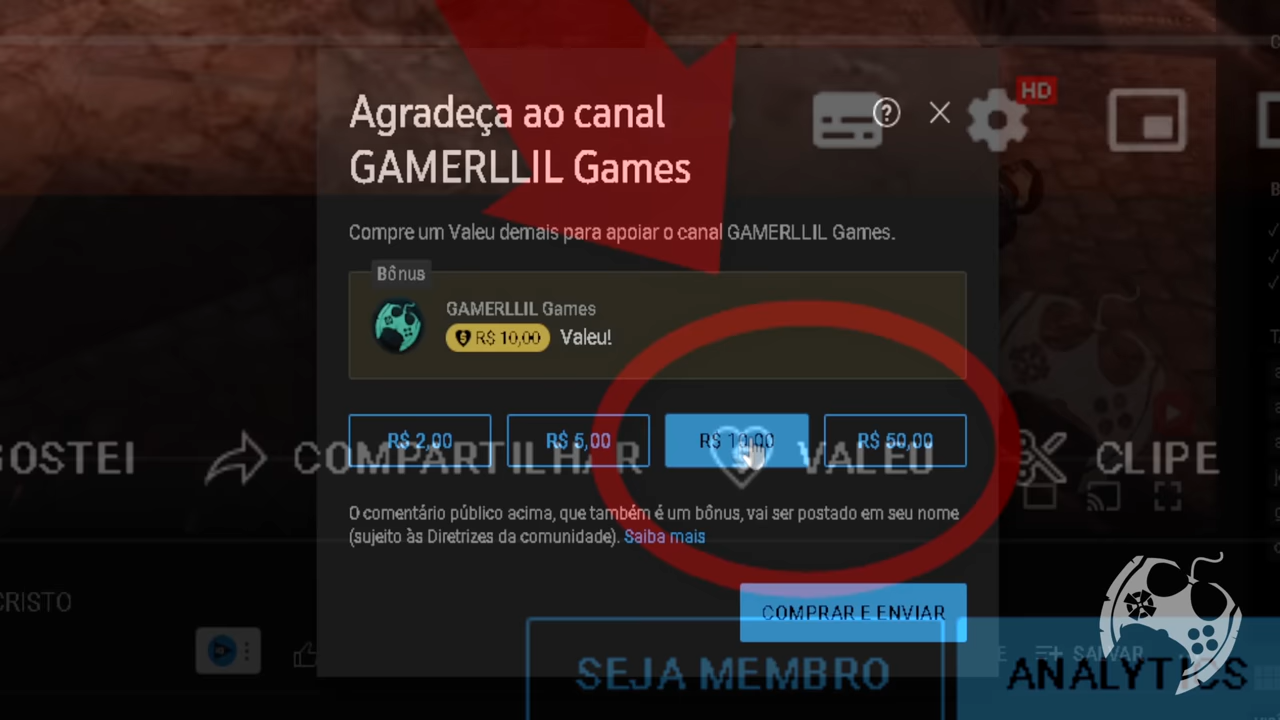 HD
Agradeça ao canal
GAMERLLIL Games
Compre um Valeu demais para apoiar o canal GAMERLLIL Games.
Bônus
GAMERLLIL Games
R$ 10,00 Valeu!
R$ 2,00 R$ 5,00 R$ 10,00 R$ 50,00
GOSTEI COMPARTILHAR VALEU CLIPE
O comentário público acima, que também é um bônus, vai ser postado em seu nome
(sujeito às Diretrizes da comunidade). Saiba mais
CRISTO
COMPRAR E ENVIAR
SALVAR
SEJA MEMBRO ANALYTICS